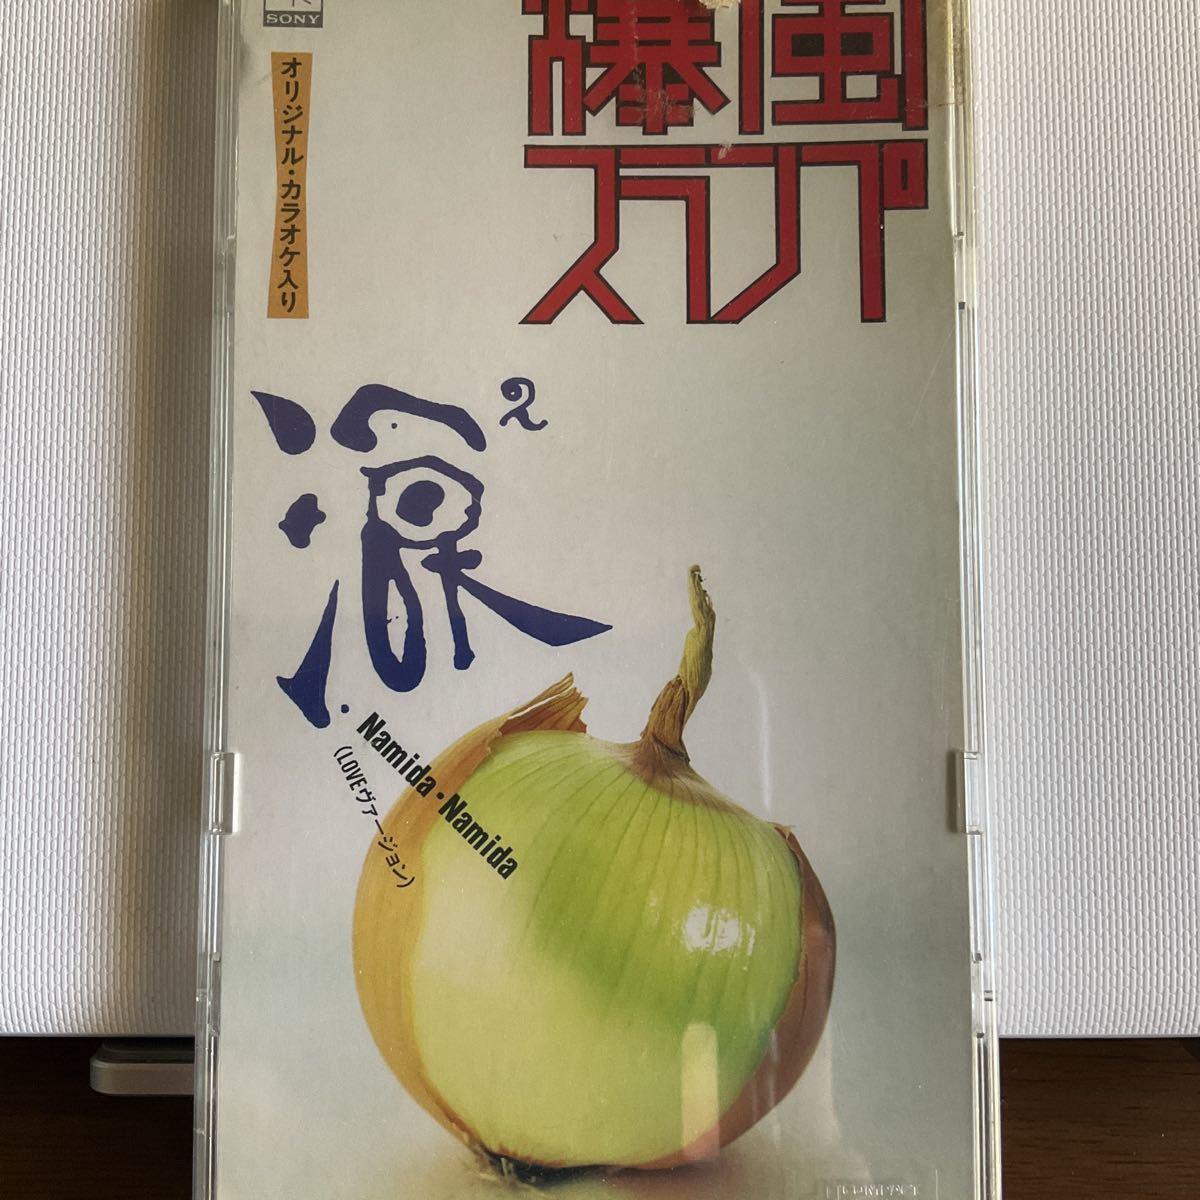 SONY
オリジナル・カラオケ入り
爆風
スランプ
涙²
Namida・Namida
(LOVEヴァージョン)
COMPACT